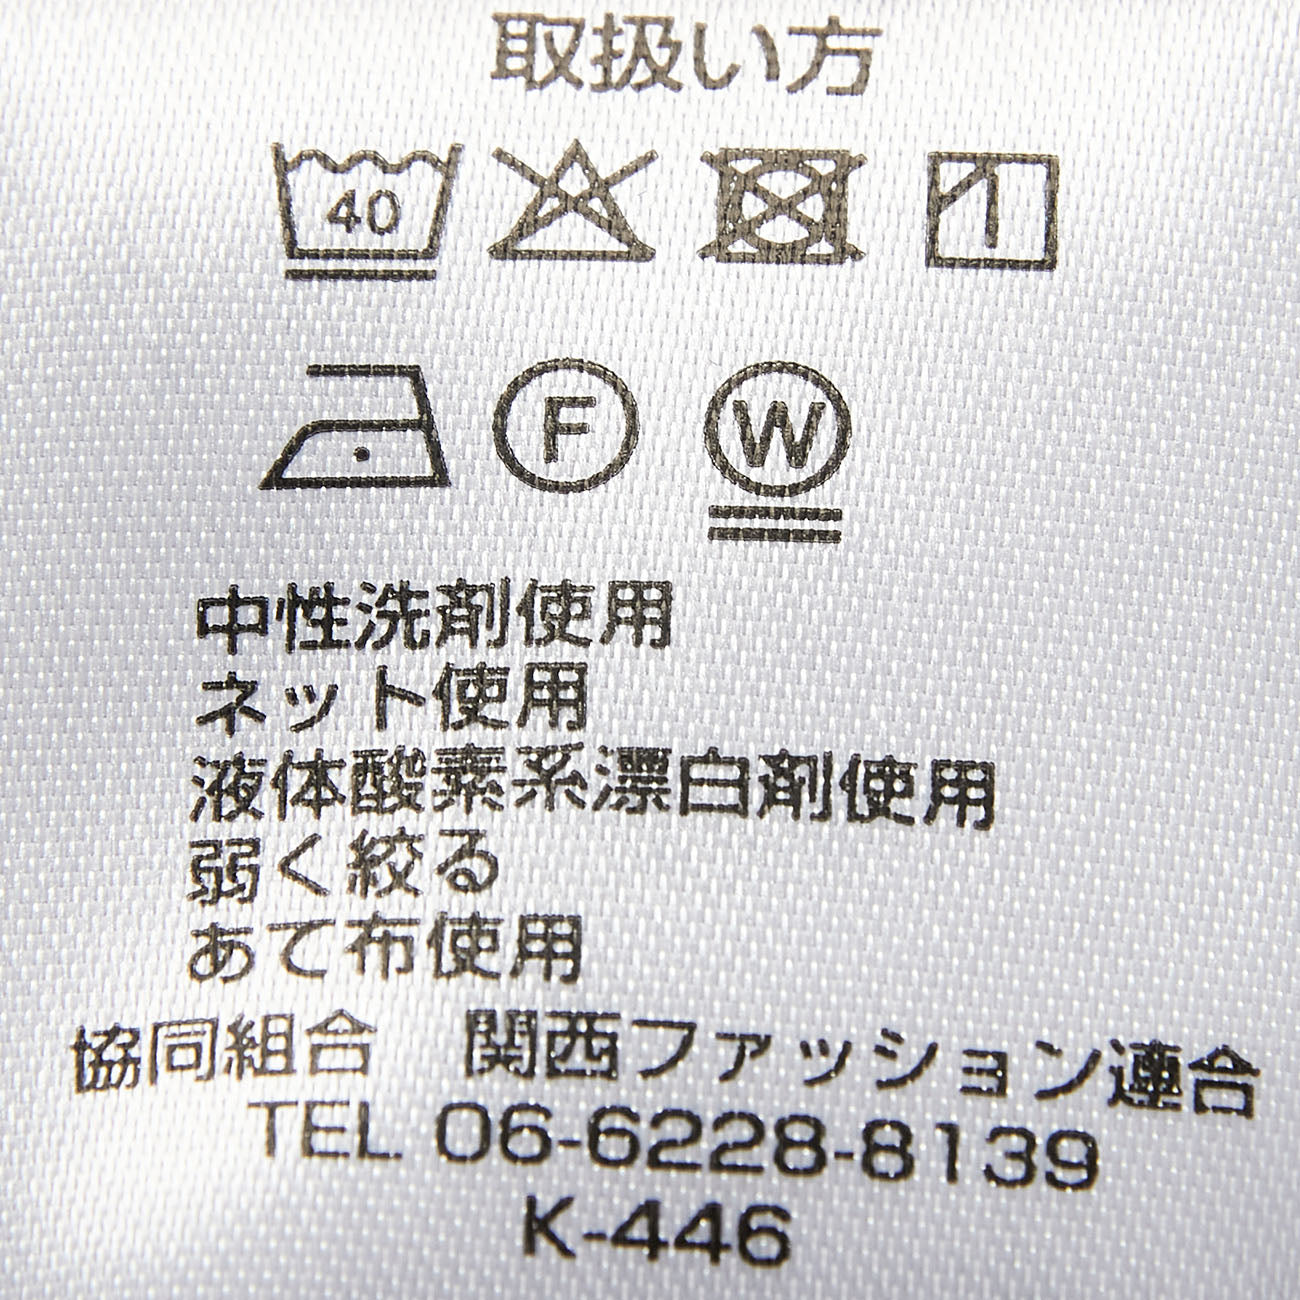 取扱い方
40
F W
中性洗剤使用
ネット使用
液体酸素系漂白剤使用
弱く絞る
あて布使用
協同組合　関西ファッション連合
TEL 06-6228-8139
K-446